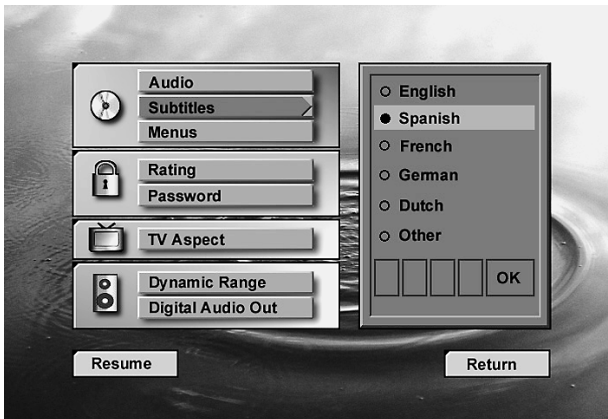 Audio
Subtitles
Menus
Rating
Password
TV Aspect
Dynamic Range
Digital Audio Out
English
Spanish
French
German
Dutch
Other
OK
Resume
Return